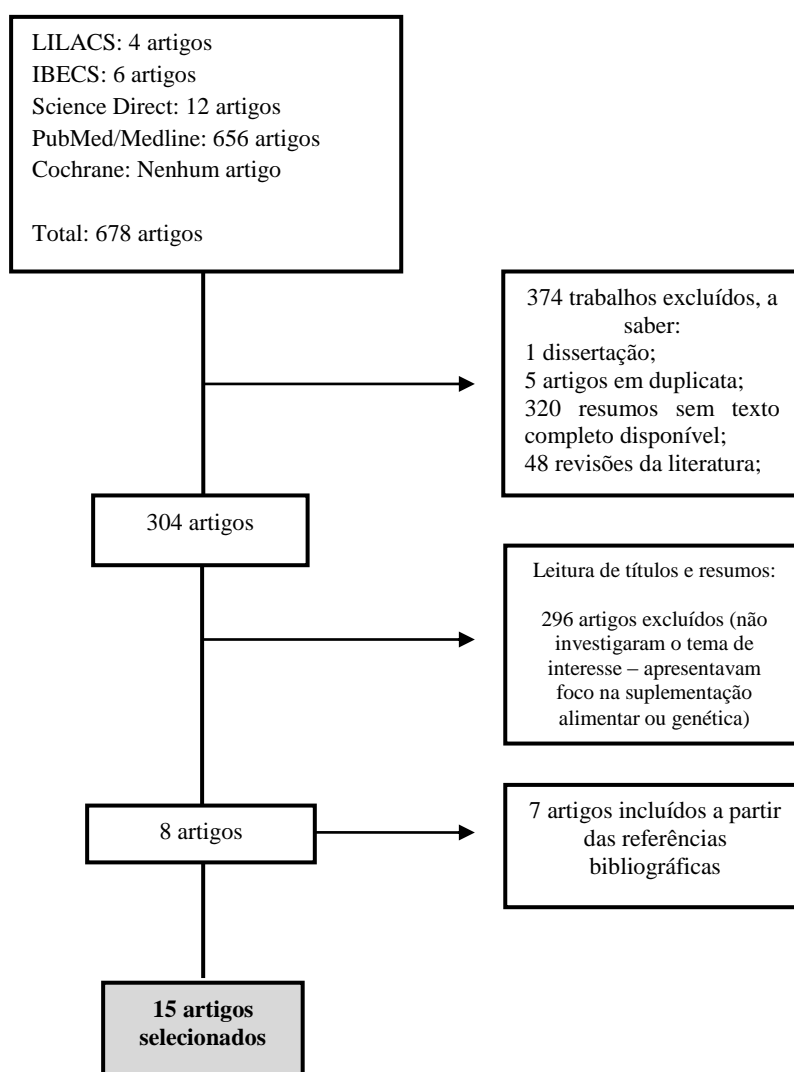 LILACS: 4 artigos
IBECS: 6 artigos
Science Direct: 12 artigos
PubMed/Medline: 656 artigos
Cochrane: Nenhum artigo
Total: 678 artigos
374 trabalhos excluídos, a
saber:
1 dissertação;
5 artigos em duplicata;
320 resumos sem texto
completo disponível;
48 revisões da literatura;
304 artigos
Leitura de títulos e resumos:
296 artigos excluídos (não
investigaram o tema de
interesse – apresentavam
foco na suplementação
alimentar ou genética)
8 artigos
7 artigos incluídos a partir
das referências
bibliográficas
15 artigos
selecionados